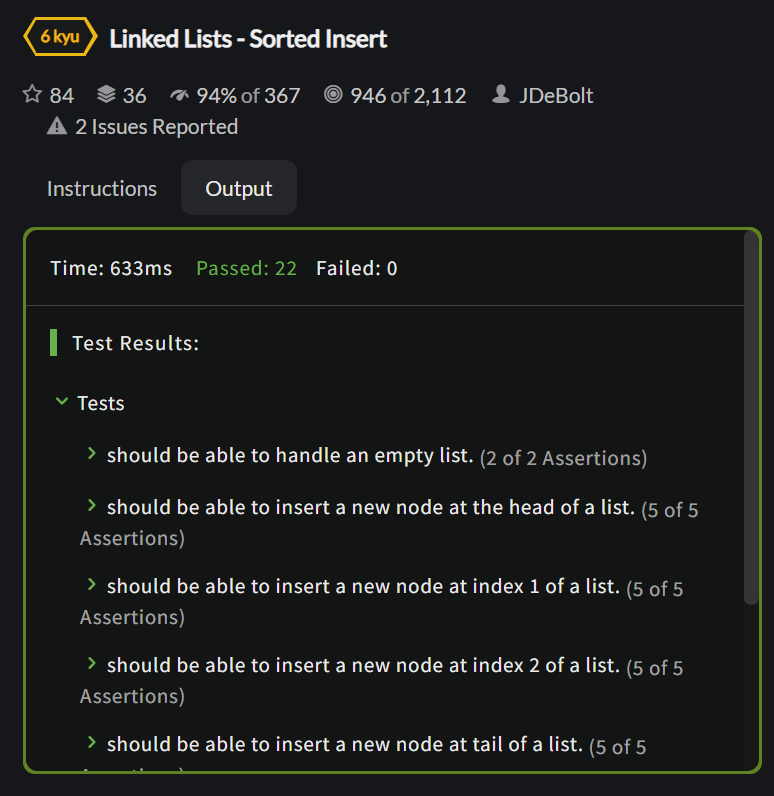 6 kyu Linked Lists - Sorted Insert
84 36 94% of 367 946 of 2,112 JDeBolt
2 Issues Reported
Instructions Output
Time: 633ms Passed: 22 Failed: 0
Test Results:
Tests
should be able to handle an empty list. (2 of 2 Assertions)
should be able to insert a new node at the head of a list. (5 of 5
Assertions)
should be able to insert a new node at index 1 of a list. (5 of 5
Assertions)
should be able to insert a new node at index 2 of a list. (5 of 5
Assertions)
should be able to insert a new node at tail of a list. (5 of 5